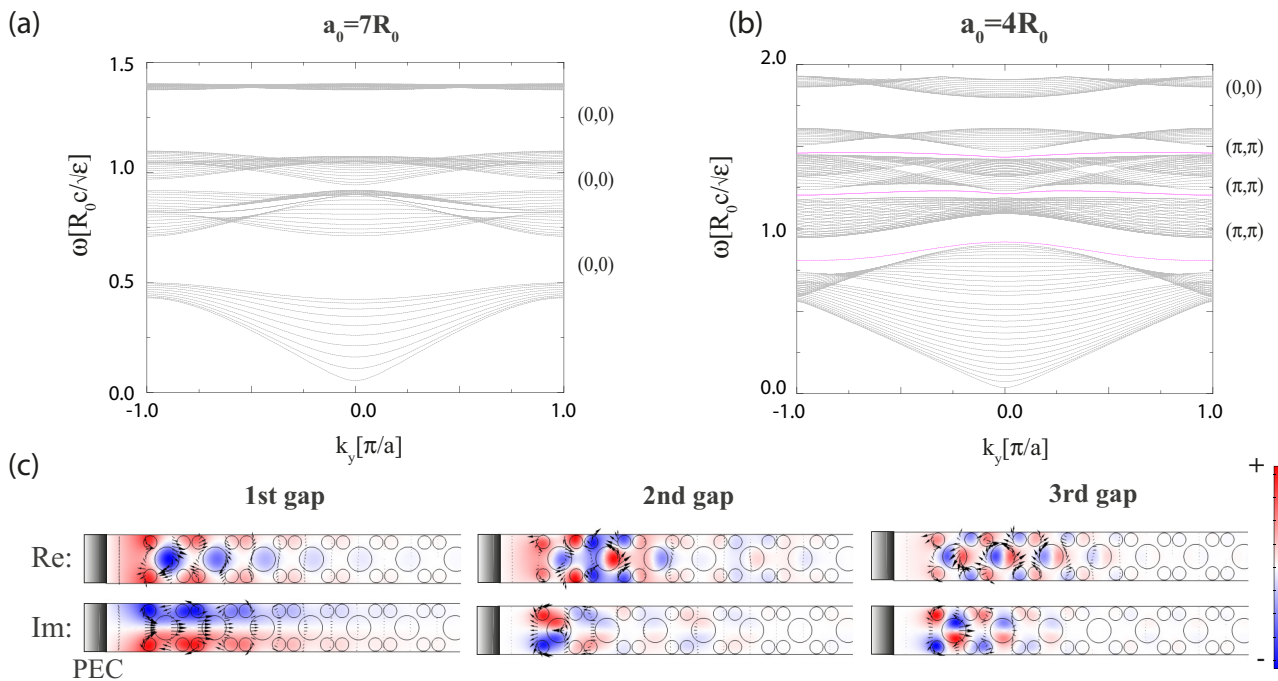 (a)
a₀=7R₀
1.5
1.0
0.5
0.0
ω[R₀c/√ε]
(0,0)
(0,0)
(0,0)
-1.0
0.0
1.0
k_y[π/a]
(b)
a₀=4R₀
2.0
1.0
0.0
ω[R₀c/√ε]
(0,0)
(π,π)
(π,π)
(π,π)
-1.0
0.0
1.0
k_y[π/a]
(c)
1st gap
2nd gap
3rd gap
+
Re:
Im:
PEC
-